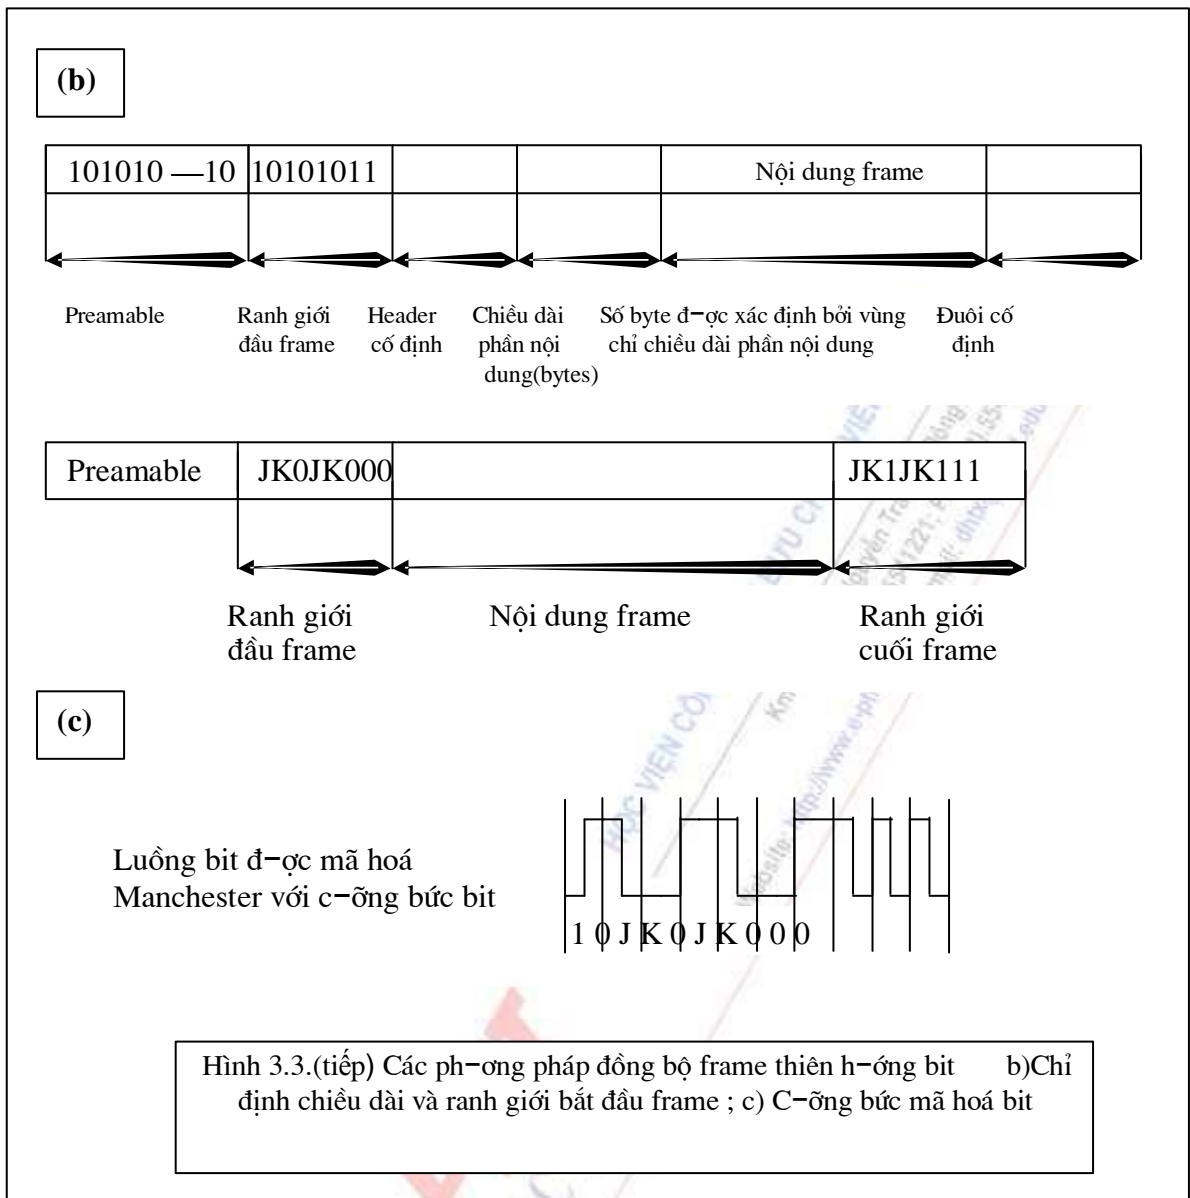 (b)
101010 —10 10101011 Nội dung frame
Preamable Ranh giới Header Chiều dài Số byte đ−ợc xác định bởi vùng Đuôi cố
đầu frame cố định phần nội chỉ chiều dài phần nội dung định
dung(bytes)
Preamable JK0JK000 JK1JK111
Ranh giới Nội dung frame Ranh giới
đầu frame cuối frame
(c)
Luồng bit đ−ợc mã hoá
Manchester với c−ỡng bức bit
1 0 J K 0 J K 0 0 0
Hình 3.3.(tiếp) Các ph−ơng pháp đồng bộ frame thiên h−ớng bit b)Chỉ
định chiều dài và ranh giới bắt đầu frame ; c) C−ỡng bức mã hoá bit